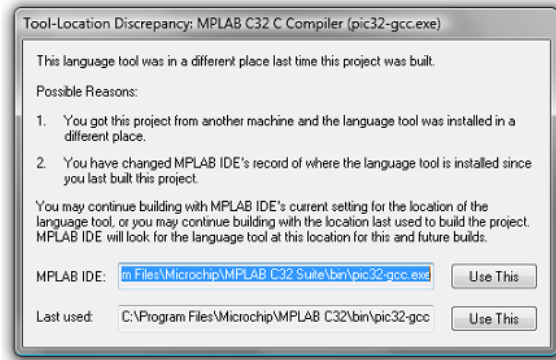 Tool-Location Discrepancy: MPLAB C32 C Compiler (pic32-gcc.exe)
This language tool was in a different place last time this project was built.
Possible Reasons:
1. You got this project from another machine and the language tool was installed in a
different place.
2. You have changed MPLAB IDE's record of where the language tool is installed since
you last built this project.
You may continue building with MPLAB IDE's current setting for the location of the
language tool, or you may continue building with the location last used to build the project.
MPLAB IDE will look for the language tool at this location for this and future builds.
MPLAB IDE: m Files\Microchip\MPLAB C32 Suite\bin\pic32-gcc.exe Use This
Last used: C:\Program Files\Microchip\MPLAB C32\bin\pic32-gcc Use This